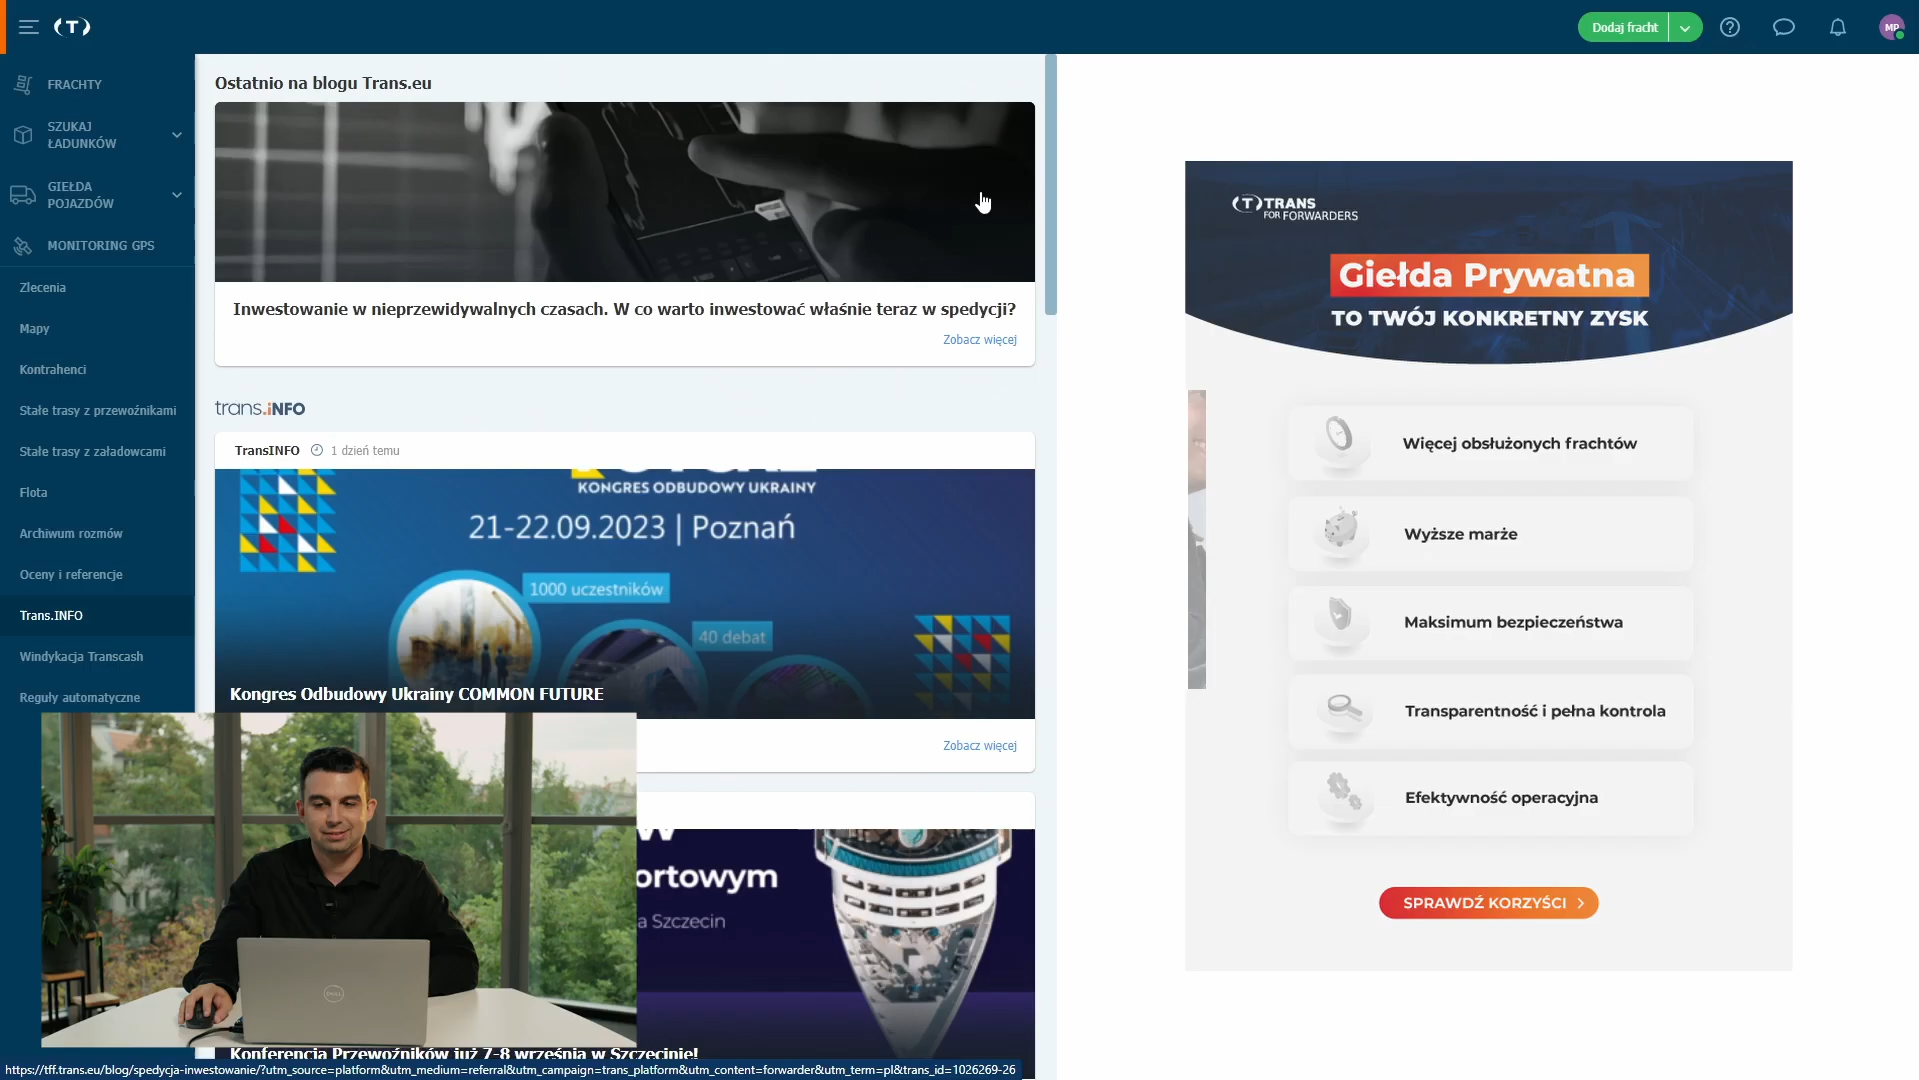 (T)
Dodaj fracht
MP
FRACHTY
SZUKAJ
ŁADUNKÓW
GIEŁDA
POJAZDÓW
MONITORING GPS
Zlecenia
Mapy
Kontrahenci
Stałe trasy z przewoźnikami
Stałe trasy z załadowcami
Flota
Archiwum rozmów
Oceny i referencje
Trans.INFO
Windykacja Transcash
Reguły automatyczne
Ostatnio na blogu Trans.eu
Inwestowanie w nieprzewidywalnych czasach. W co warto inwestować właśnie teraz w spedycji?
Zobacz więcej
trans.iNFO
TransINFO 1 dzień temu
KONGRES ODBUDOWY UKRAINY
21-22.09.2023 | Poznań
1000 uczestników
40 debat
Kongres Odbudowy Ukrainy COMMON FUTURE
Zobacz więcej
ortowym
a Szczecin
Konferencja Przewoźników już 7-8 września w Szczecinie!
DELL
https://tff.trans.eu/blog/spedycja-inwestowanie/?utm_source=platform&utm_medium=referral&utm_campaign=trans_platform&utm_content=forwarder&utm_term=pl&trans_id=1026269-26
(T) TRANS
FOR FORWARDERS
Giełda Prywatna
TO TWÓJ KONKRETNY ZYSK
Więcej obsłużonych frachtów
Wyższe marże
Maksimum bezpieczeństwa
Transparentność i pełna kontrola
Efektywność operacyjna
SPRAWDŹ KORZYŚCI >